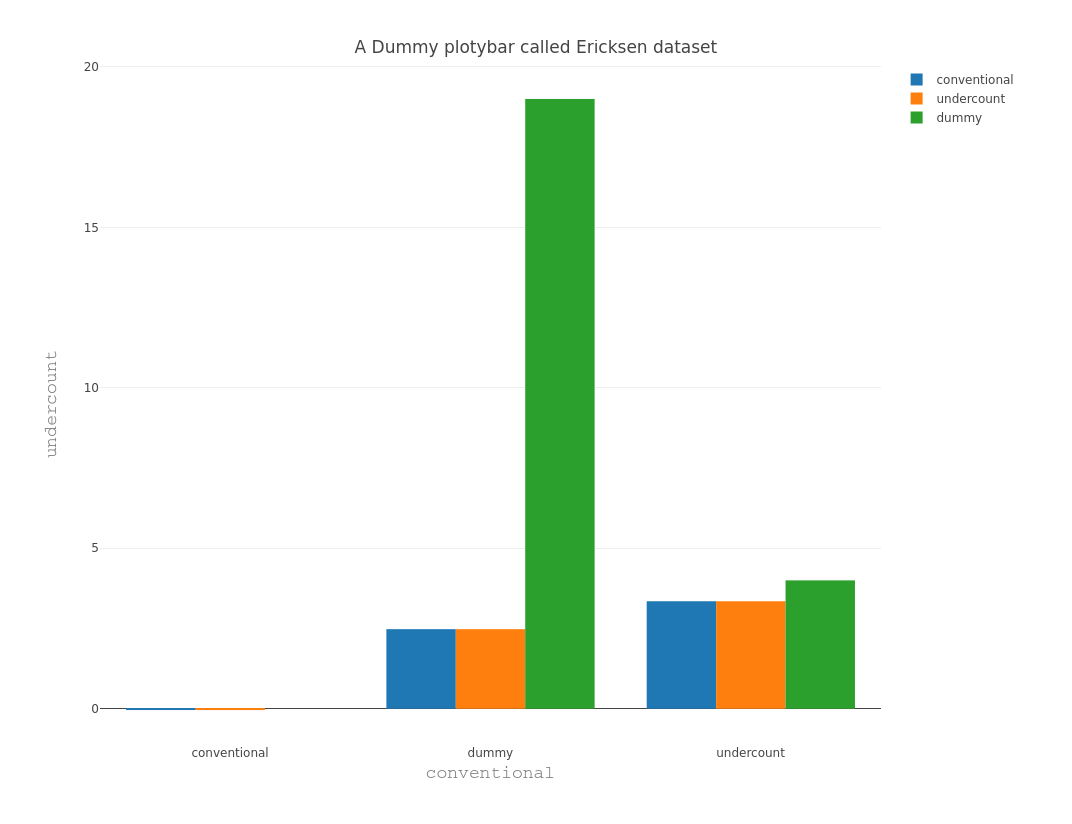 A Dummy plotybar called Ericksen dataset
conventional
undercount
dummy
20
15
10
5
0
undercount
conventional
dummy
undercount
conventional